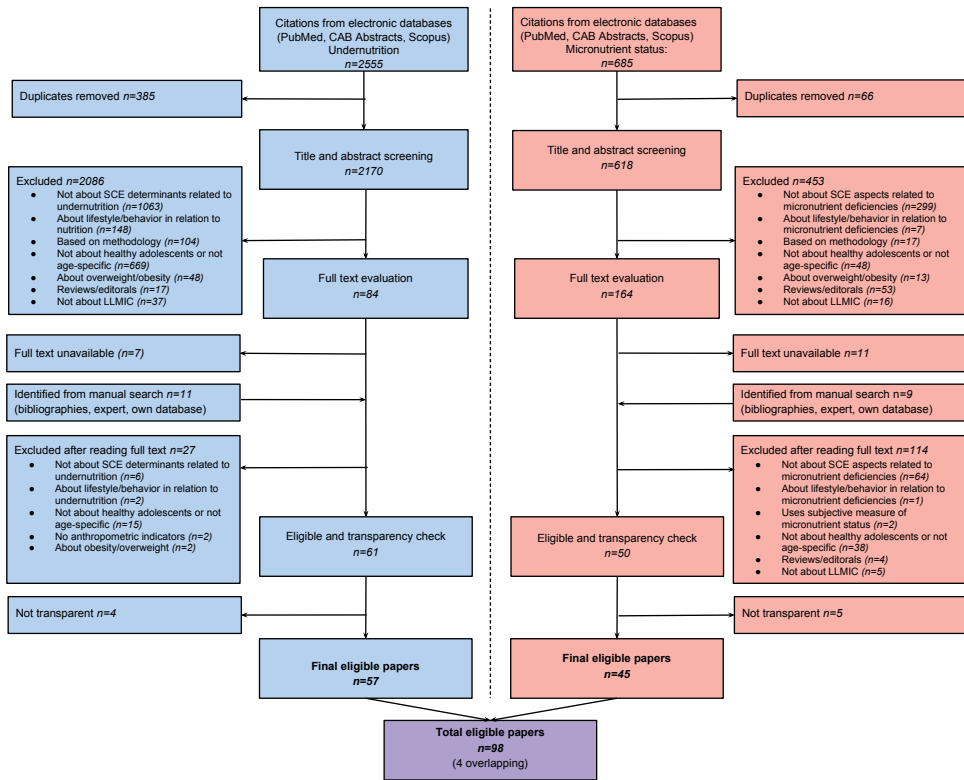 Citations from electronic databases
(PubMed, CAB Abstracts, Scopus)
Undernutrition
n=2555
Duplicates removed n=385
Title and abstract screening
n=2170
Excluded n=2086
● Not about SCE determinants related to
undernutrition (n=1063)
● About lifestyle/behavior in relation to
nutrition (n=148)
● Based on methodology (n=104)
● Not about healthy adolescents or not
age-specific (n=669)
● About overweight/obesity (n=48)
● Reviews/editorals (n=17)
● Not about LLMIC (n=37)
Full text evaluation
n=84
Full text unavailable (n=7)
Identified from manual search n=11
(bibliographies, expert, own database)
Excluded after reading full text n=27
● Not about SCE determinants related to
undernutrition (n=6)
● About lifestyle/behavior in relation to
undernutrition (n=2)
● Not about healthy adolescents or not
age-specific (n=15)
● No anthropometric indicators (n=2)
● About obesity/overweight (n=2)
Eligible and transparency check
n=61
Not transparent n=4
Final eligible papers
n=57
Citations from electronic databases
(PubMed, CAB Abstracts, Scopus)
Micronutrient status:
n=685
Duplicates removed n=66
Title and abstract screening
n=618
Excluded n=453
● Not about SCE aspects related to
micronutrient deficiencies (n=299)
● About lifestyle/behavior in relation to
micronutrient deficiencies (n=7)
● Based on methodology (n=17)
● Not about healthy adolescents or not
age-specific (n=48)
● About overweight/obesity (n=13)
● Reviews/editorals (n=53)
● Not about LLMIC (n=16)
Full text evaluation
n=164
Full text unavailable n=11
Identified from manual search n=9
(bibliographies, expert, own database)
Excluded after reading full text n=114
● Not about SCE aspects related to
micronutrient deficiencies (n=64)
● About lifestyle/behavior in relation to
micronutrient deficiencies (n=1)
● Uses subjective measure of
micronutrient status (n=2)
● Not about healthy adolescents or not
age-specific (n=38)
● Reviews/editorals (n=4)
● Not about LLMIC (n=5)
Eligible and transparency check
n=50
Not transparent n=5
Final eligible papers
n=45
Total eligible papers
n=98
(4 overlapping)